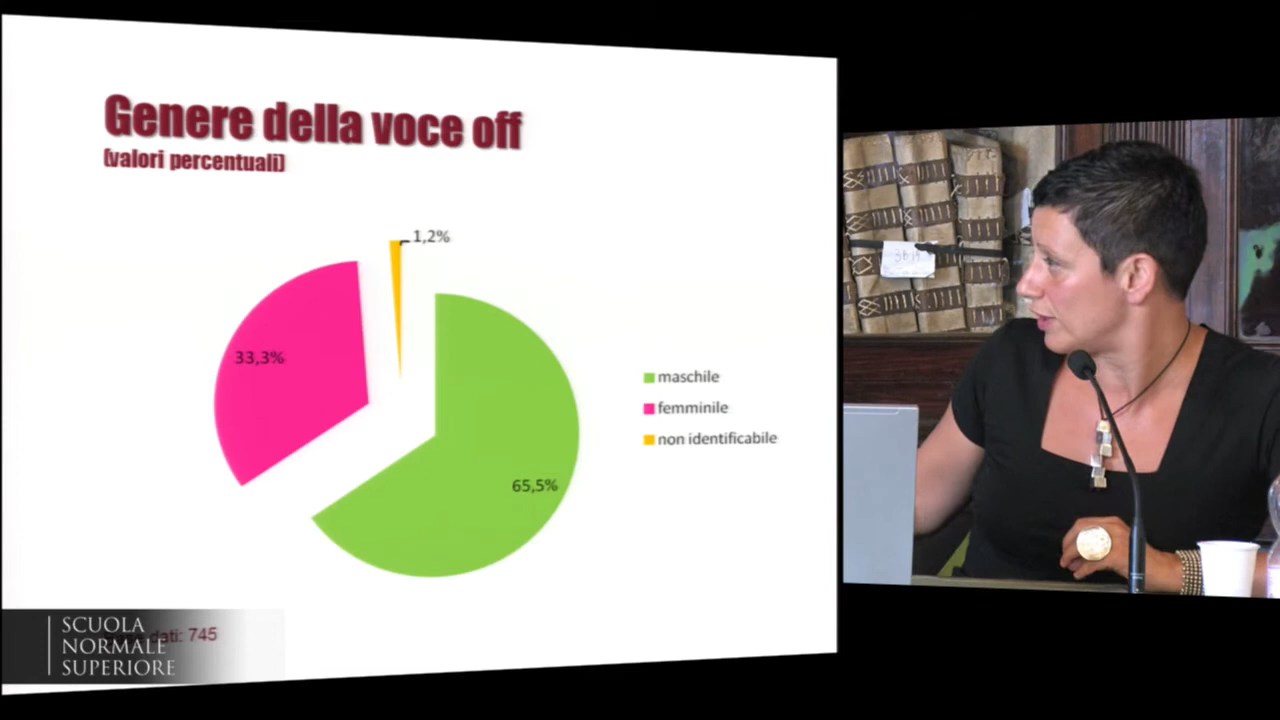 Genere della voce off
(valori percentuali)
1,2%
33,3%
65,5%
maschile
femminile
non identificabile
dati: 745
SCUOLA
NORMALE
SUPERIORE